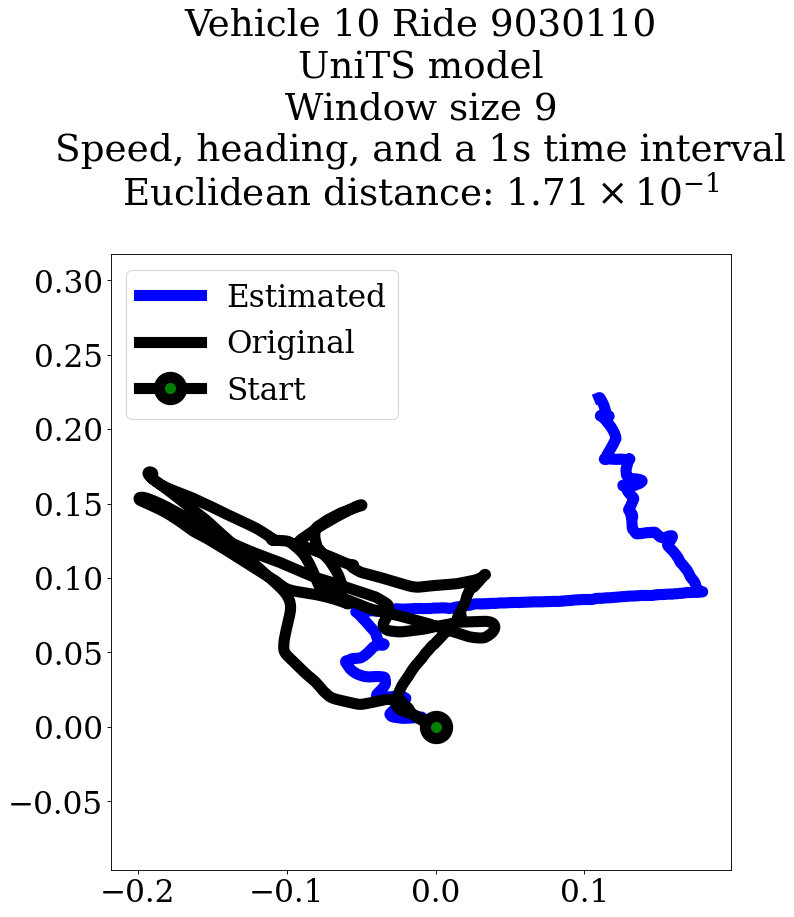 Vehicle 10 Ride 9030110
UniTS model
Window size 9
Speed, heading, and a 1s time interval
Euclidean distance: 1.71 × 10⁻¹
0.30
0.25
0.20
0.15
0.10
0.05
0.00
−0.05
Estimated
Original
Start
−0.2
−0.1
0.0
0.1